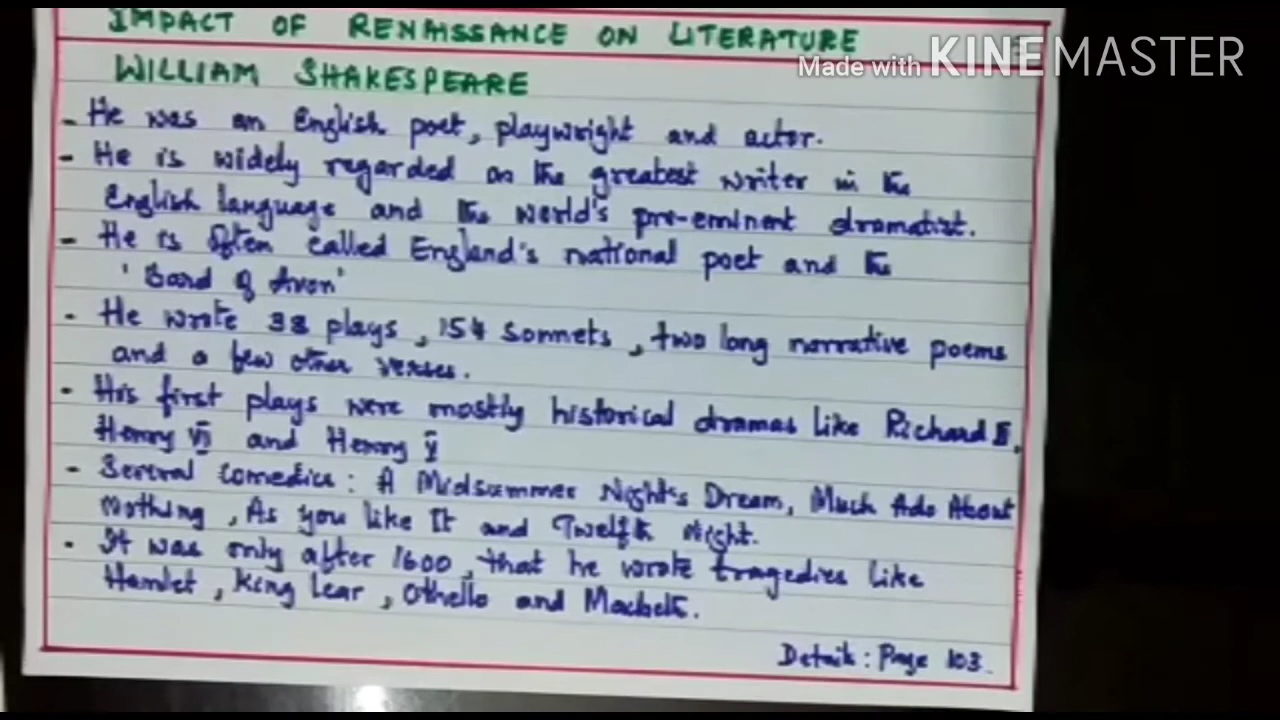 IMPACT OF RENAISSANCE ON LITERATURE
Made with KINEMASTER
WILLIAM SHAKESPEARE
- He was an English poet, playwright and actor.
- He is widely regarded as the greatest writer in the
English language and the world's pre-eminent dramatist.
- He is often called England's national poet and the
'Bard of Avon'
- He wrote 38 plays, 154 sonnets, two long narrative poems
and a few other verses.
- His first plays were mostly historical dramas like Richard II,
Henry VI and Henry V
- Several Comedies: A Midsummer Night's Dream, Much Ado About
Nothing, As you like It and Twelfth Night.
- It was only after 1600, that he wrote tragedies like
Hamlet, King Lear, Othello and Macbeth.
Details: Page 103.